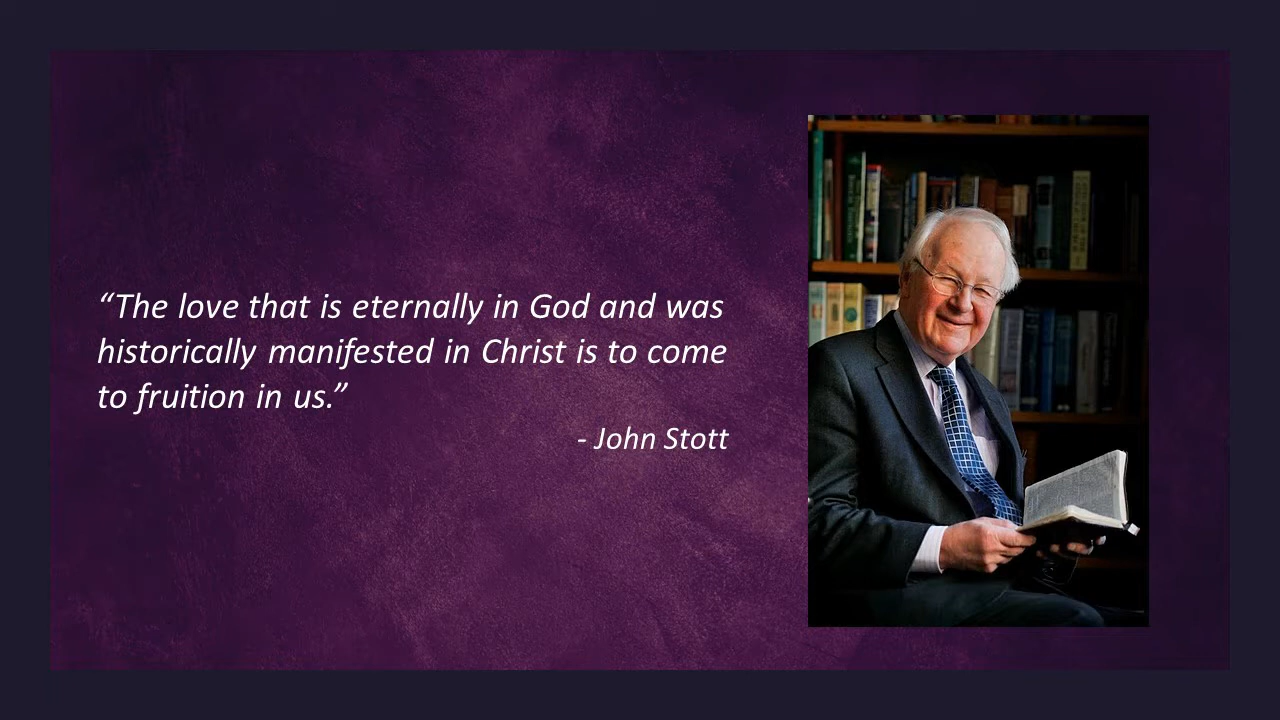 “The love that is eternally in God and was
historically manifested in Christ is to come
to fruition in us.”
- John Stott